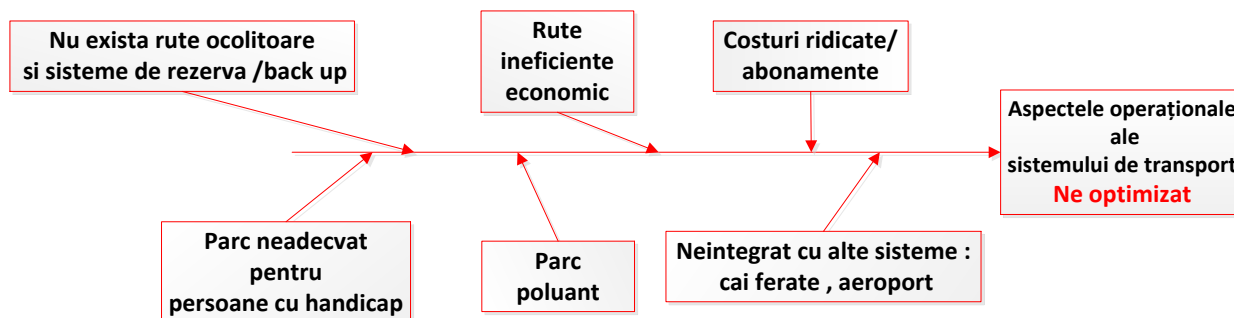 Nu exista rute ocolitoare
si sisteme de rezerva /back up
Rute
ineficiente
economic
Costuri ridicate/
abonamente
Aspectele operaționale
ale
sistemului de transport
Ne optimizat
Parc neadecvat
pentru
persoane cu handicap
Parc
poluant
Neintegrat cu alte sisteme :
cai ferate , aeroport